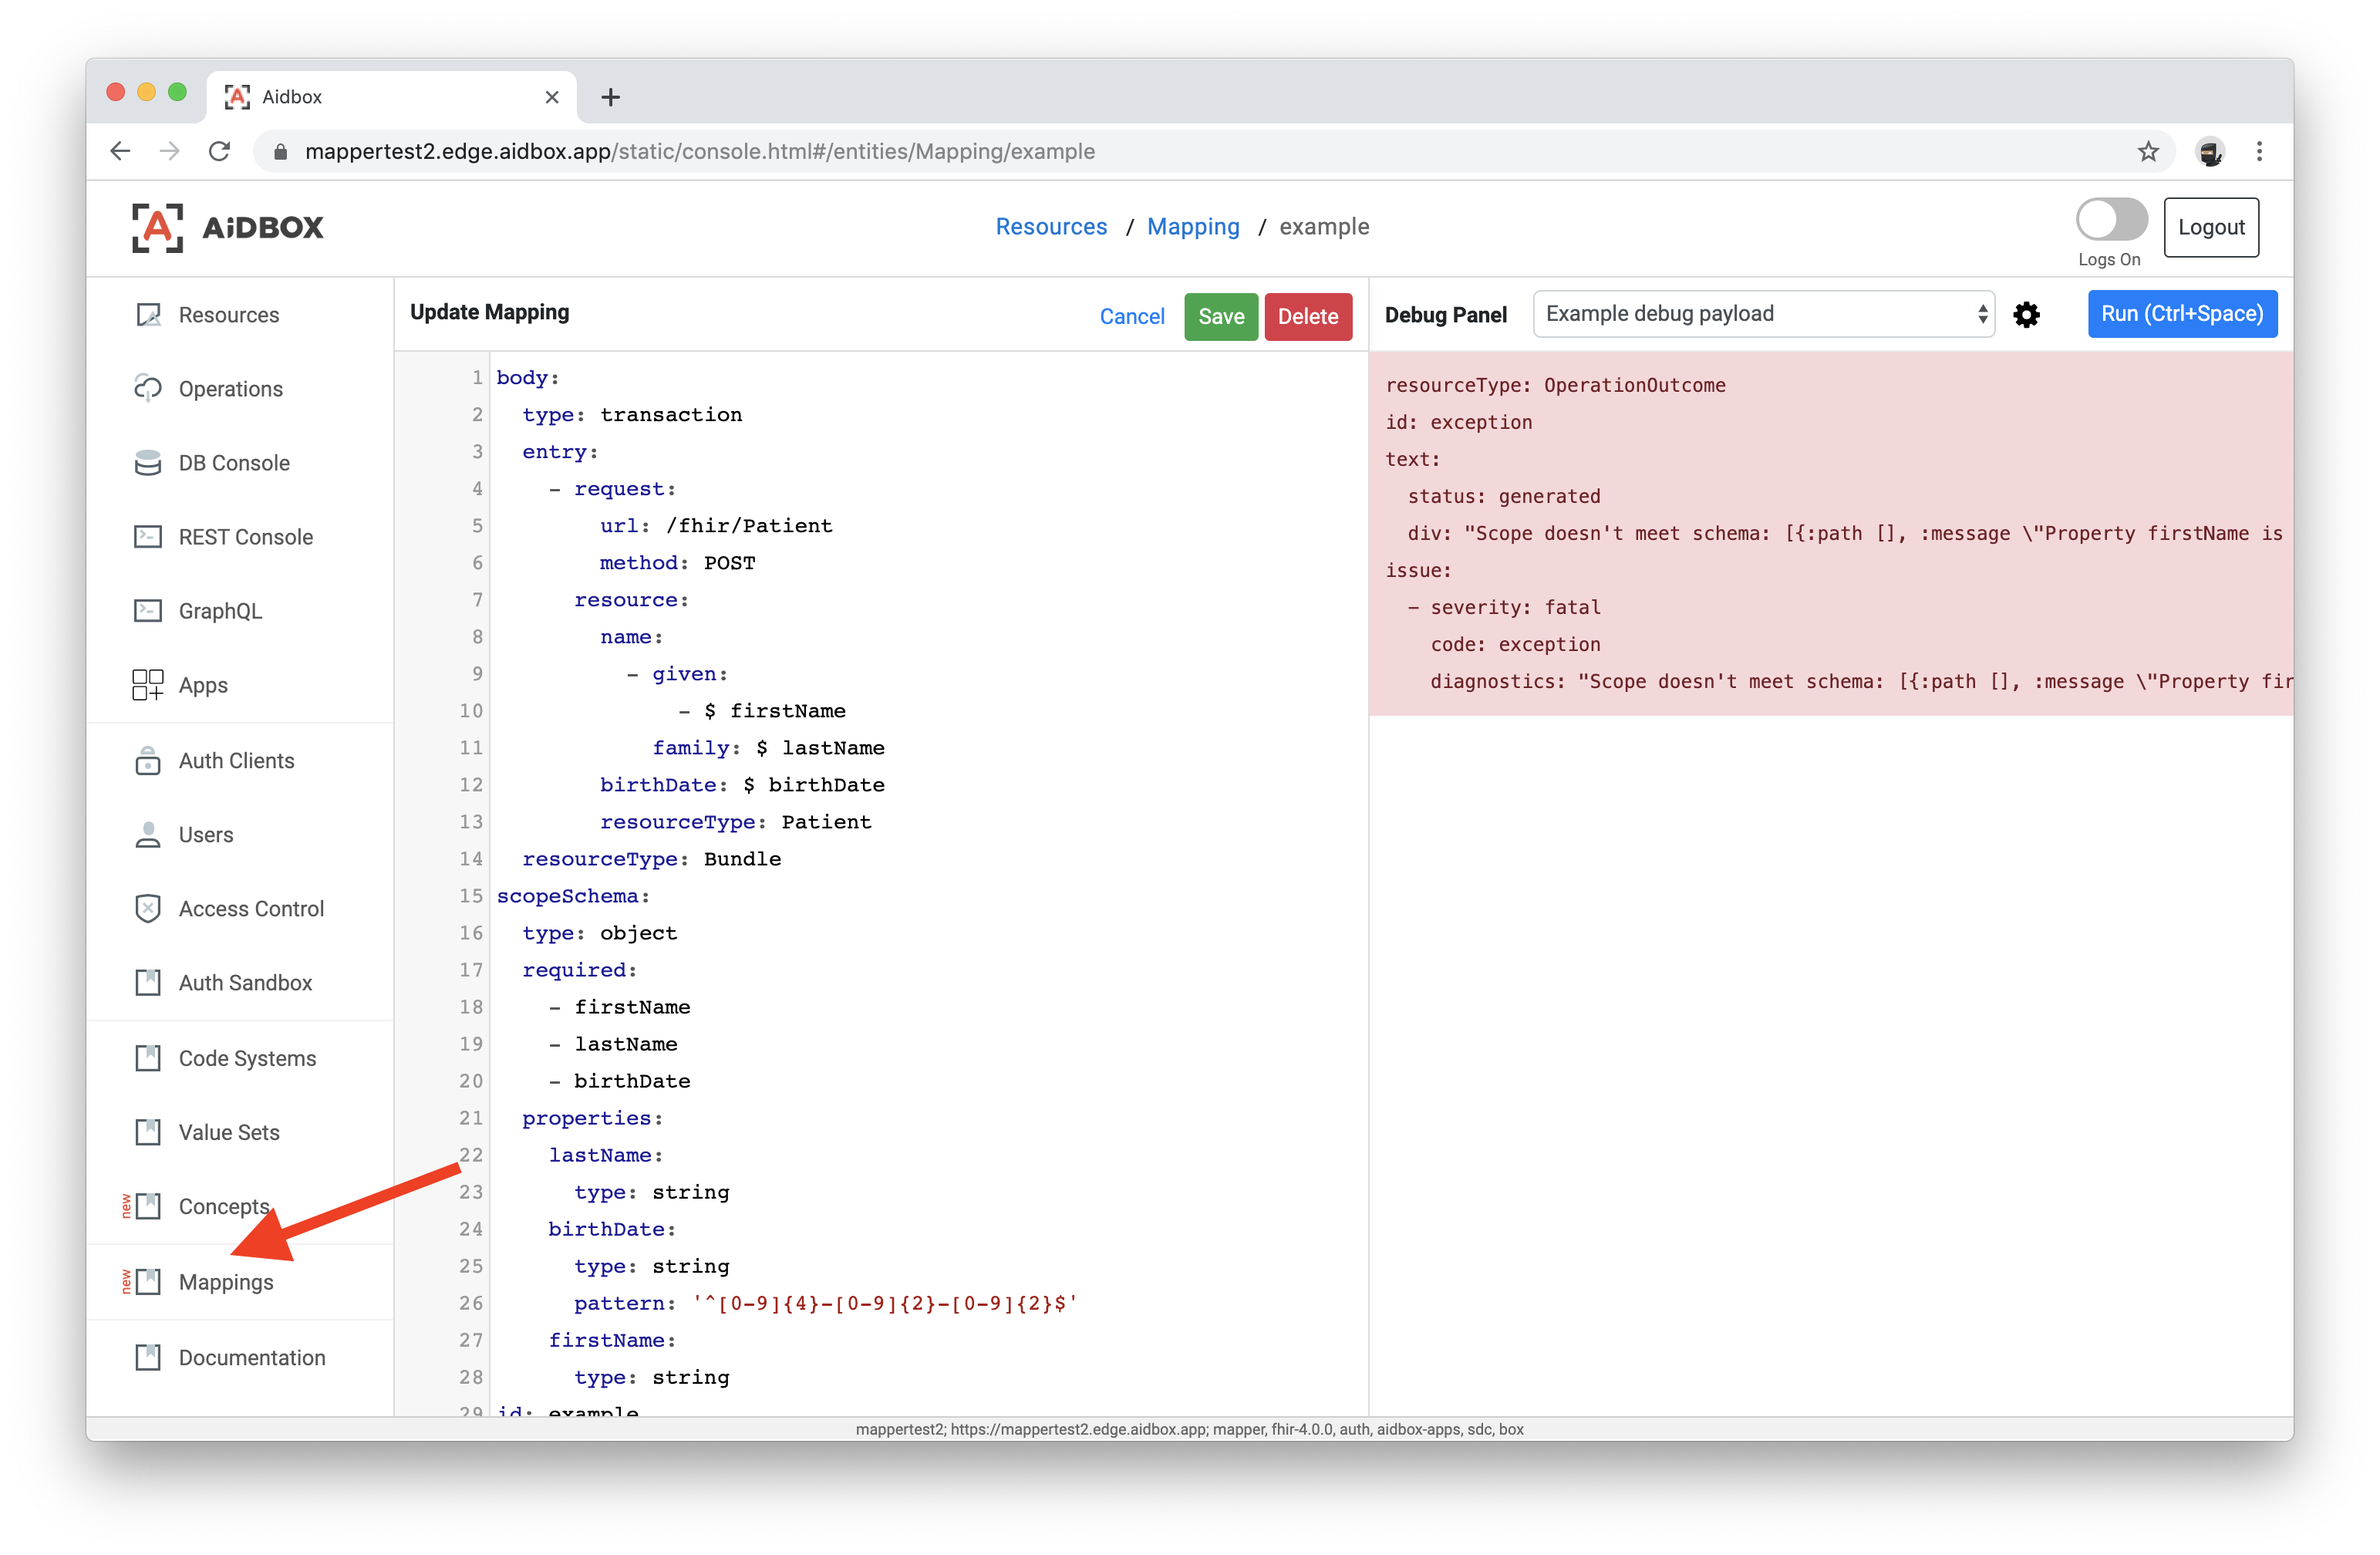 Aidbox
mappertest2.edge.aidbox.app/static/console.html#/entities/Mapping/example
AiDBOX
Resources / Mapping / example
Logs On
Logout
Resources
Operations
DB Console
REST Console
GraphQL
Apps
Auth Clients
Users
Access Control
Auth Sandbox
Code Systems
Value Sets
new Concepts
new Mappings
Documentation
Update Mapping
Cancel
Save
Delete
1 body:
2 type: transaction
3 entry:
4 - request:
5 url: /fhir/Patient
6 method: POST
7 resource:
8 name:
9 - given:
10 - $ firstName
11 family: $ lastName
12 birthDate: $ birthDate
13 resourceType: Patient
14 resourceType: Bundle
15 scopeSchema:
16 type: object
17 required:
18 - firstName
19 - lastName
20 - birthDate
21 properties:
22 lastName:
23 type: string
24 birthDate:
25 type: string
26 pattern: '^[0-9]{4}-[0-9]{2}-[0-9]{2}$'
27 firstName:
28 type: string
29 id: example
Debug Panel
Example debug payload
Run (Ctrl+Space)
resourceType: OperationOutcome
id: exception
text:
status: generated
div: "Scope doesn't meet schema: [{:path [], :message \"Property firstName is
issue:
- severity: fatal
code: exception
diagnostics: "Scope doesn't meet schema: [{:path [], :message \"Property fir
mappertest2; https://mappertest2.edge.aidbox.app; mapper, fhir-4.0.0, auth, aidbox-apps, sdc, box